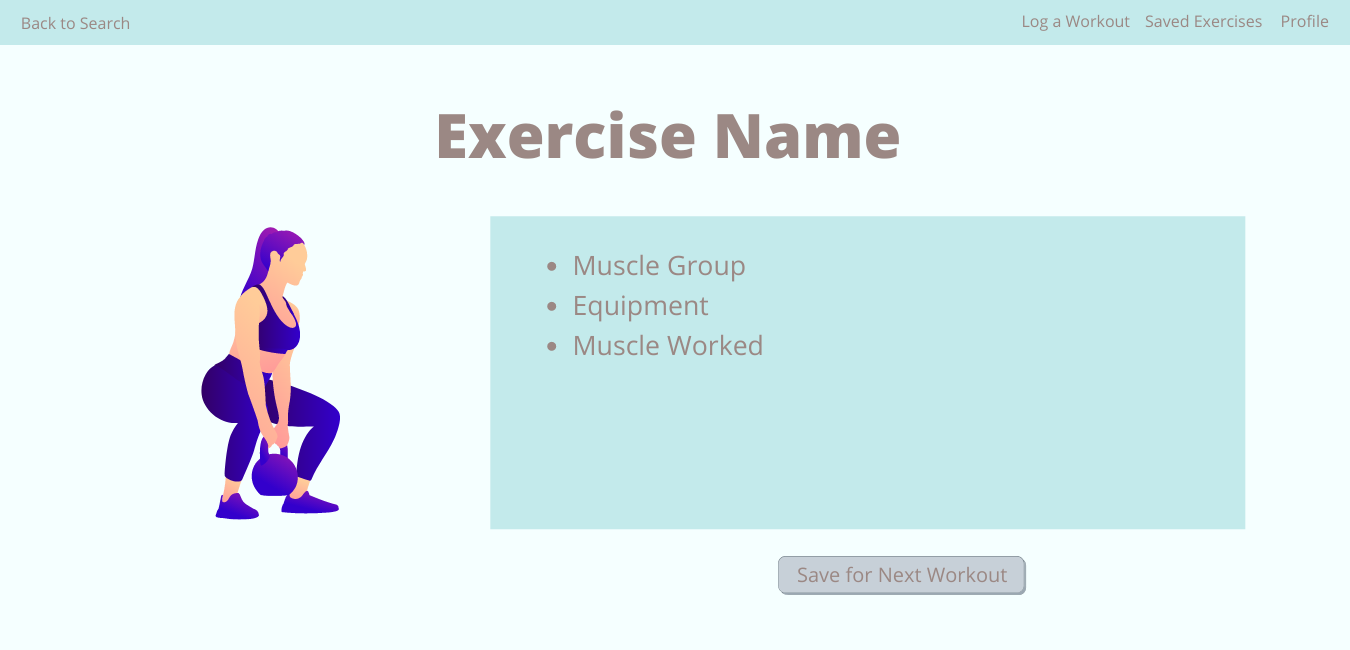 Back to Search
Log a Workout Saved Exercises Profile
Exercise Name
• Muscle Group
• Equipment
• Muscle Worked
Save for Next Workout